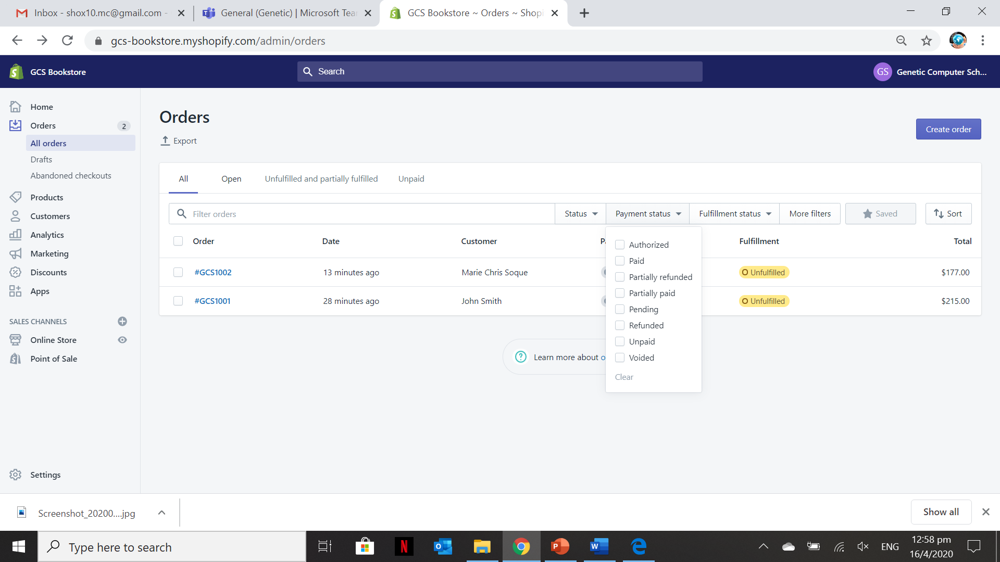 Inbox - shox10.mc@gmail.com -
General (Genetic) | Microsoft Tea
GCS Bookstore ~ Orders ~ Shopi
gcs-bookstore.myshopify.com/admin/orders
GCS Bookstore
Search
GS Genetic Computer Sch...
Home
Orders 2
All orders
Drafts
Abandoned checkouts
Products
Customers
Analytics
Marketing
Discounts
Apps
SALES CHANNELS
Online Store
Point of Sale
Settings
Orders
Export
Create order
All Open Unfulfilled and partially fulfilled Unpaid
Filter orders Status Payment status Fulfillment status More filters Saved Sort
Order Date Customer Fulfillment Total
#GCS1002 13 minutes ago Marie Chris Soque Unfulfilled $177.00
#GCS1001 28 minutes ago John Smith Unfulfilled $215.00
Authorized
Paid
Partially refunded
Partially paid
Pending
Refunded
Unpaid
Voided
Clear
Learn more about o
Screenshot_20200....jpg
Show all
Type here to search
ENG
12:58 pm
16/4/2020